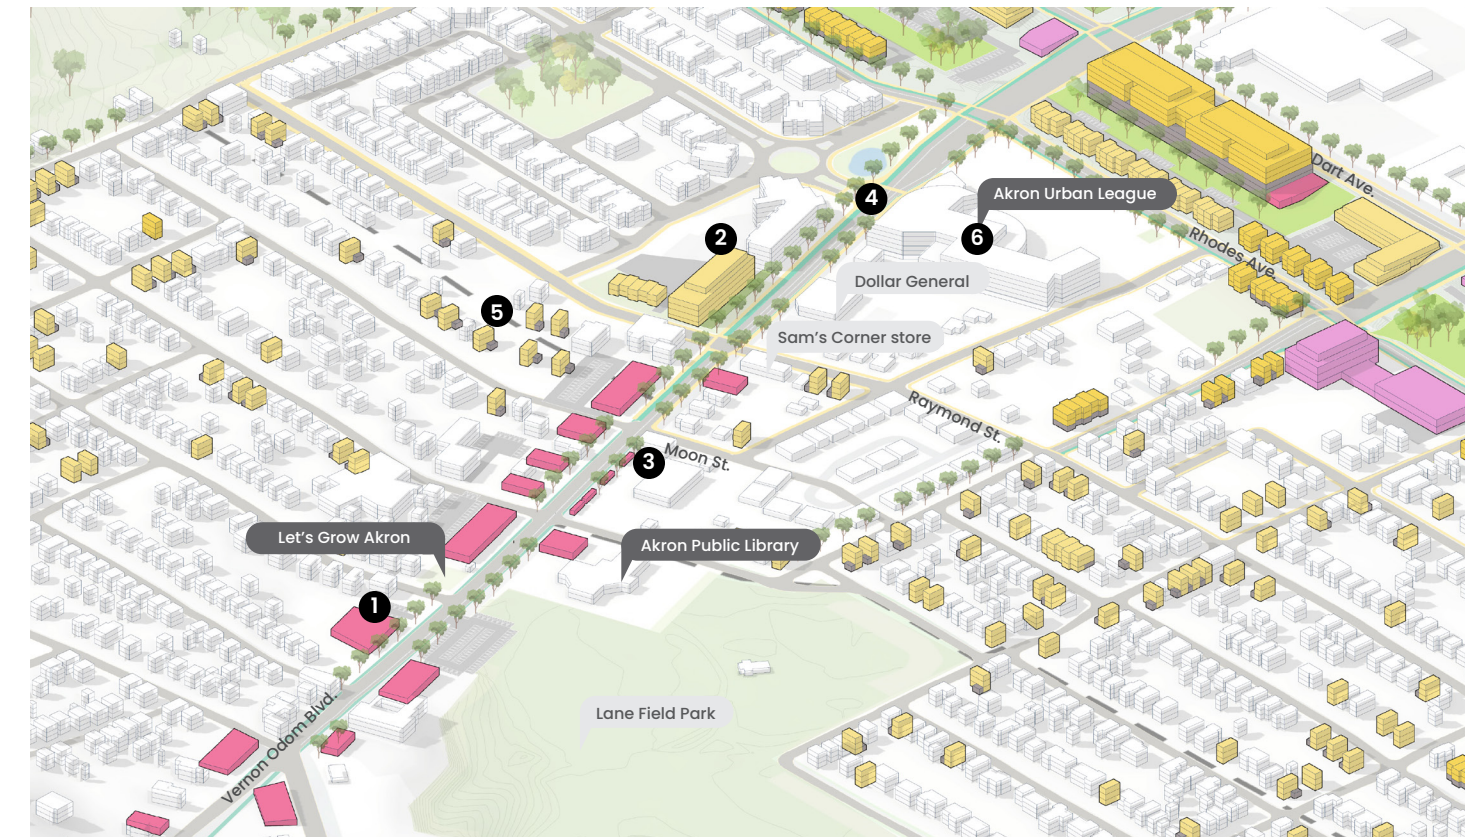 Dart Ave.
4
Akron Urban League
2
6
Rhodes Ave.
Dollar General
5
Sam's Corner store
Raymond St.
3
Moon St.
Let's Grow Akron
Akron Public Library
1
Lane Field Park
Vernon Odom Blvd.